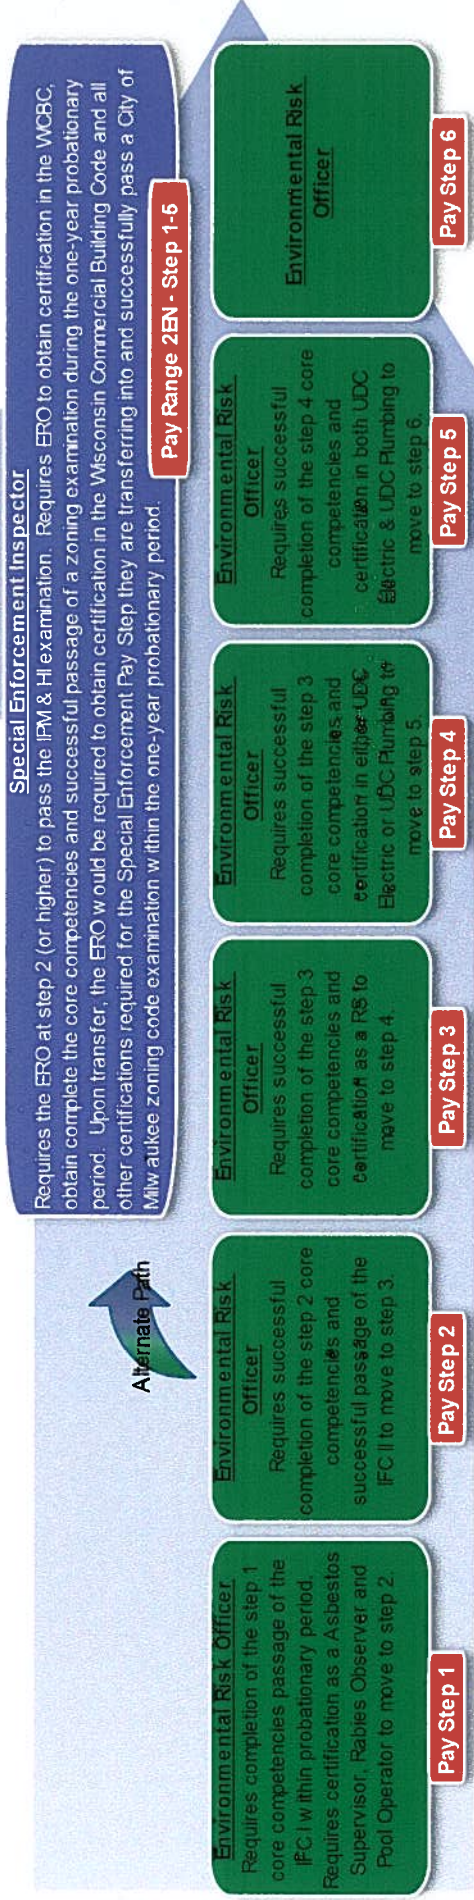 Special Enforcement Inspector
Requires the ERO at step 2 (or higher) to pass the IPM & HI examination. Requires ERO to obtain certification in the WCBC,
obtain complete the core competencies and successful passage of a zoning examination during the one-year probationary
period. Upon transfer, the ERO would be required to obtain certification in the Wisconsin Commercial Building Code and all
other certifications required for the Special Enforcement Pay Step they are transferring into and successfully pass a City of
Milwaukee zoning code examination within the one-year probationary period.
Pay Range 2EN - Step 1-5
Alternate Path
Environmental Risk Officer
Requires completion of the step 1
core competencies passage of the
IFC I within probationary period.
Requires certification as a Asbestos
Supervisor, Rabies Observer and
Pool Operator to move to step 2.
Pay Step 1
Environmental Risk
Officer
Requires successful
completion of the step 2 core
competencies and
successful passage of the
IFC II to move to step 3.
Pay Step 2
Environmental Risk
Officer
Requires successful
completion of the step 3
core competencies and
certification as a RS to
move to step 4.
Pay Step 3
Environmental Risk
Officer
Requires successful
completion of the step 3
core competencies and
certification in either UDC
Electric or UDC Plumbing to
move to step 5.
Pay Step 4
Environmental Risk
Officer
Requires successful
completion of the step 4 core
competencies and
certification in both UDC
Electric & UDC Plumbing to
move to step 6.
Pay Step 5
Environmental Risk
Officer
Pay Step 6